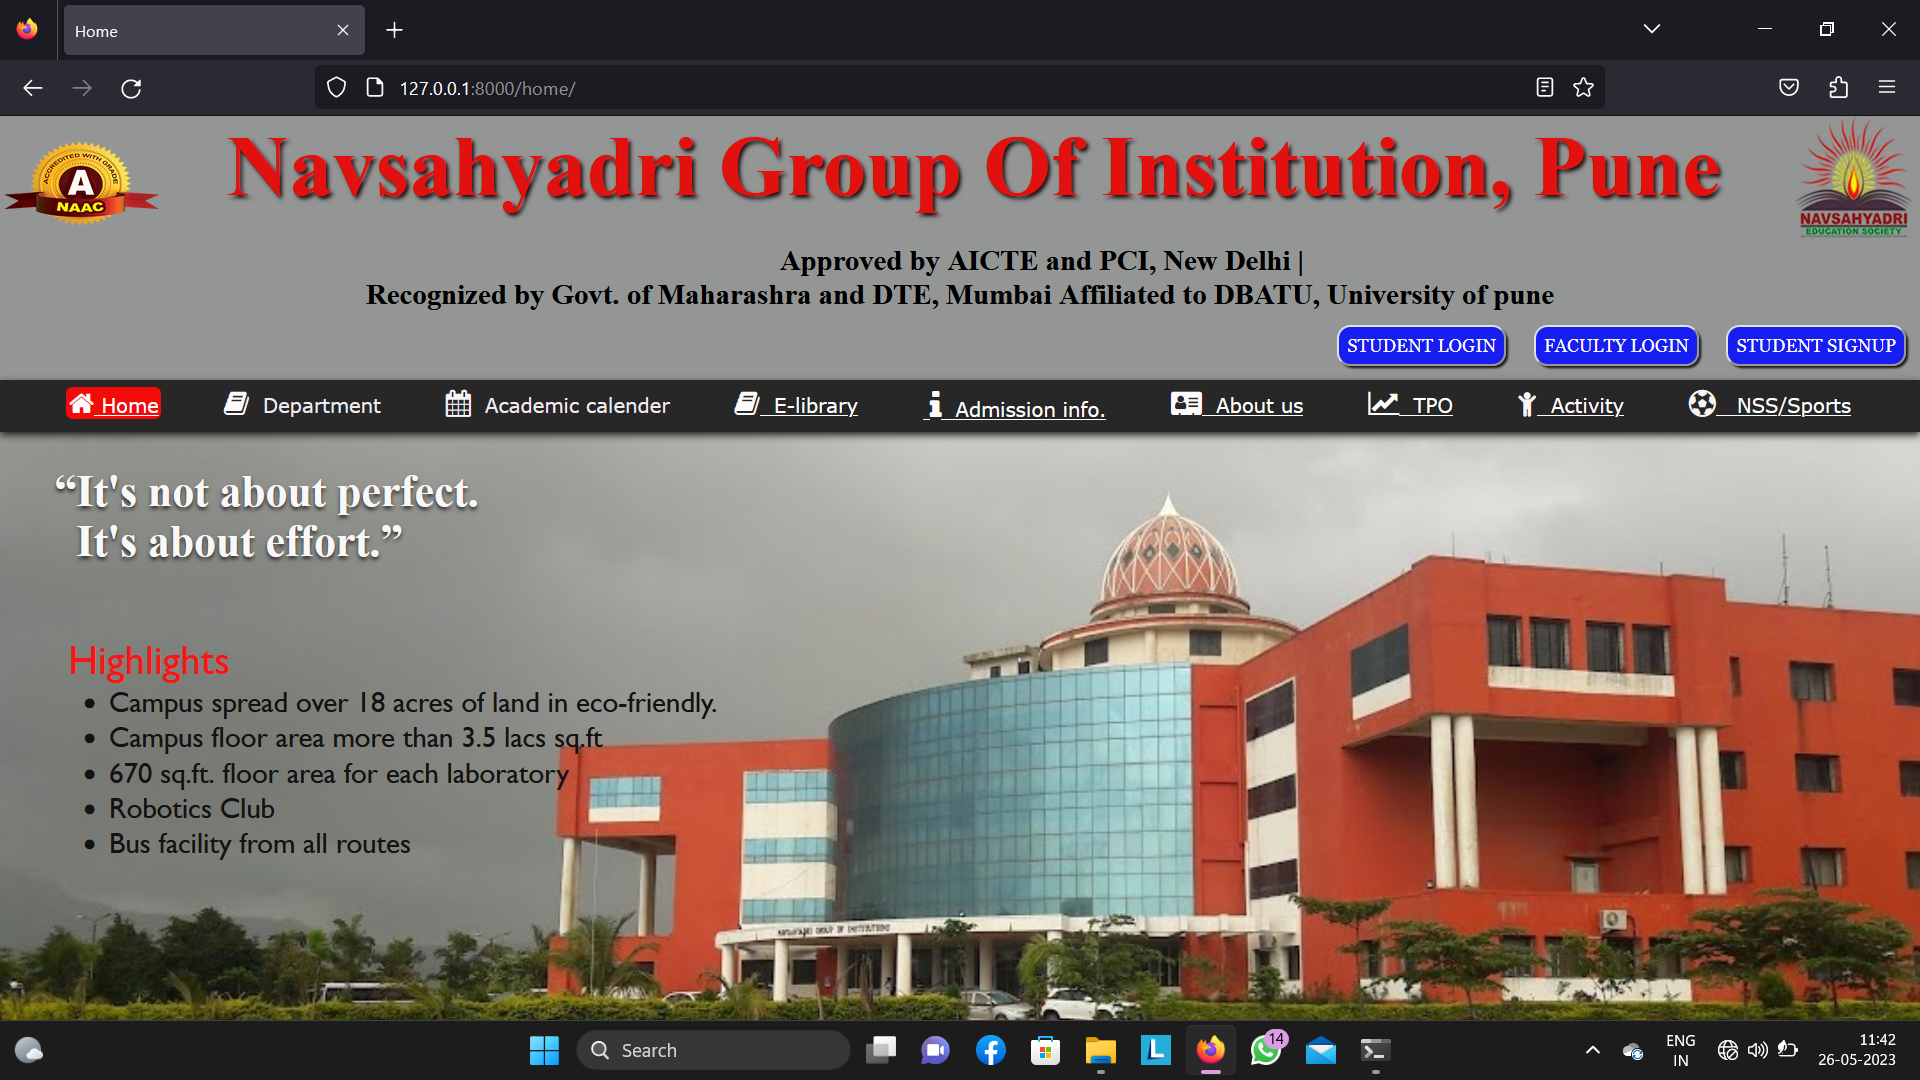 Home
127.0.0.1:8000/home/
ACCREDITED WITH GRADE
A
NAAC
Navsahyadri Group Of Institution, Pune
NAVSAHYADRI
EDUCATION SOCIETY
Approved by AICTE and PCI, New Delhi |
Recognized by Govt. of Maharashra and DTE, Mumbai Affiliated to DBATU, University of pune
STUDENT LOGIN
FACULTY LOGIN
STUDENT SIGNUP
Home
Department
Academic calender
E-library
Admission info.
About us
TPO
Activity
NSS/Sports
“It's not about perfect.
It's about effort.”
Highlights
Campus spread over 18 acres of land in eco-friendly.
Campus floor area more than 3.5 lacs sq.ft
670 sq.ft. floor area for each laboratory
Robotics Club
Bus facility from all routes
NAVSAHYADRI GROUP OF INSTITUTIONS
Search
L
14
ENG
IN
11:42
26-05-2023